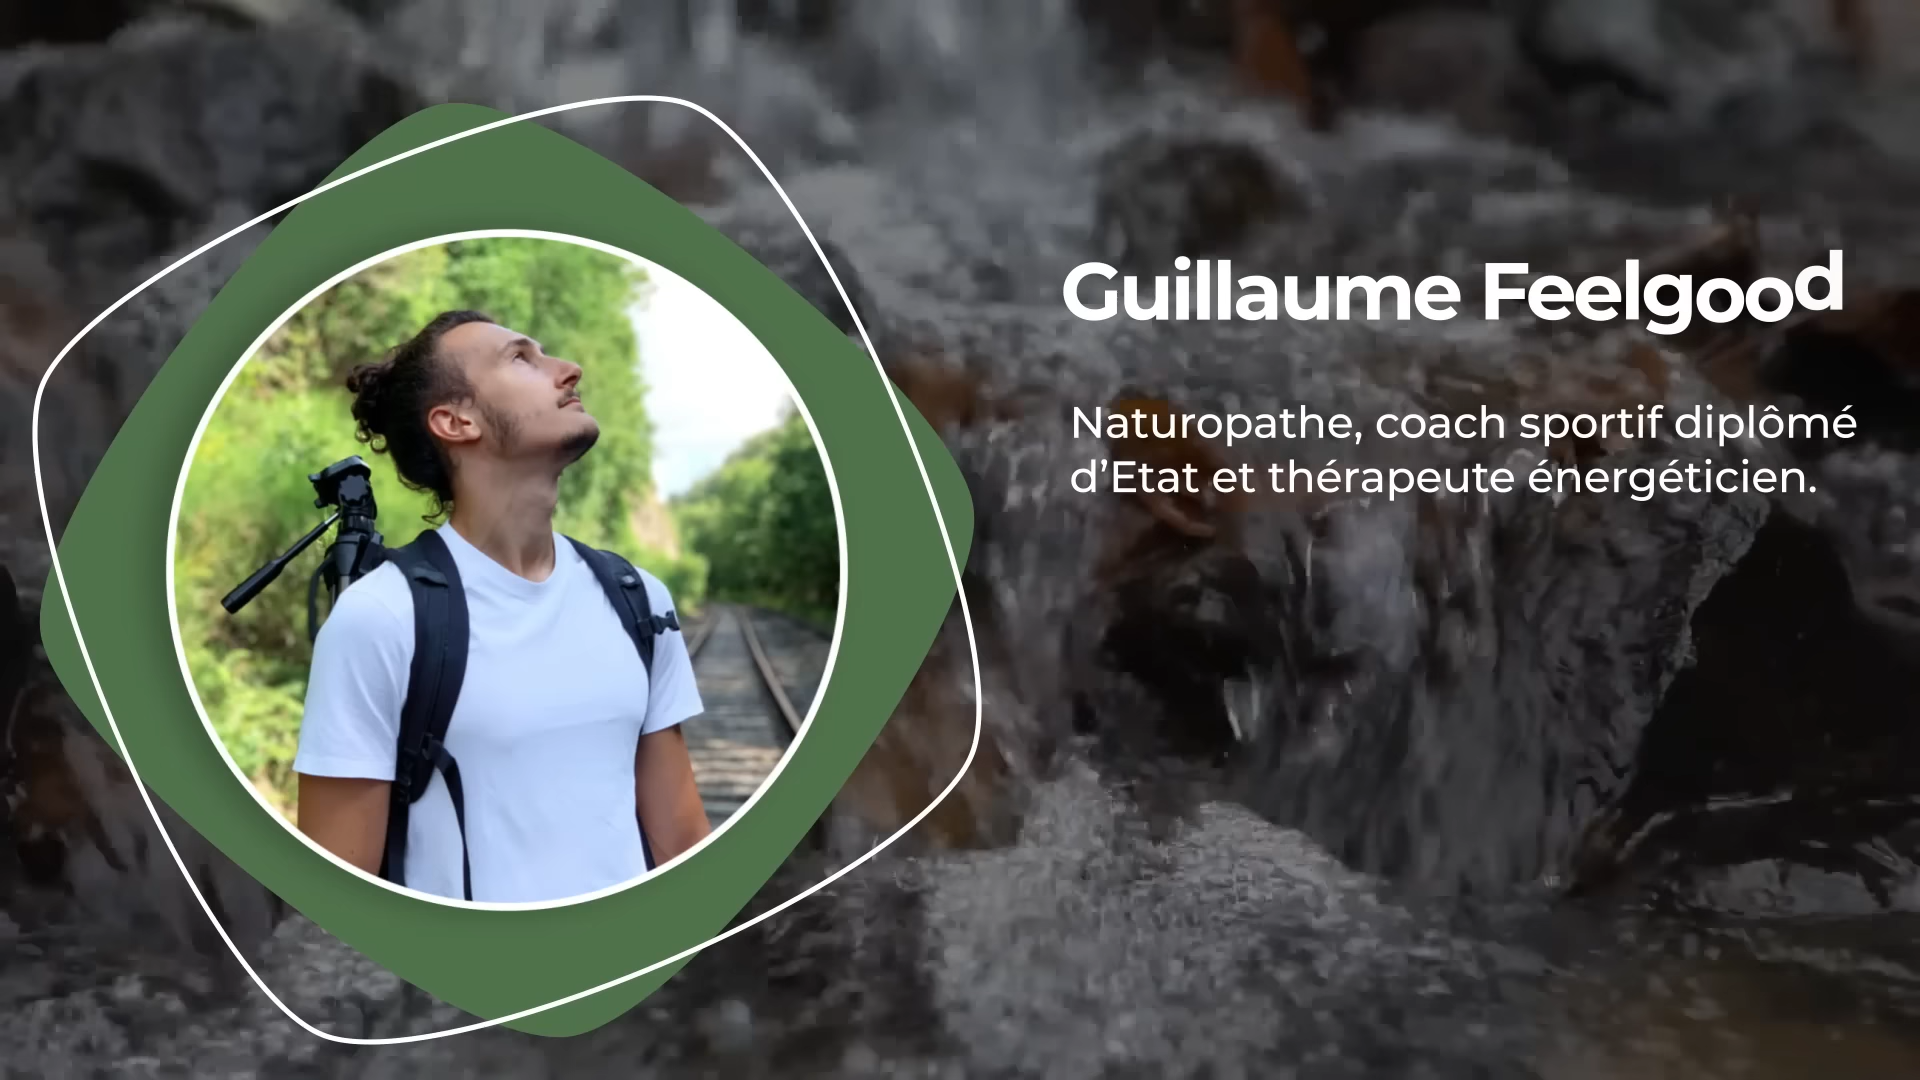 Guillaume Feelgood
Naturopathe, coach sportif diplômé
d’Etat et thérapeute énergéticien.